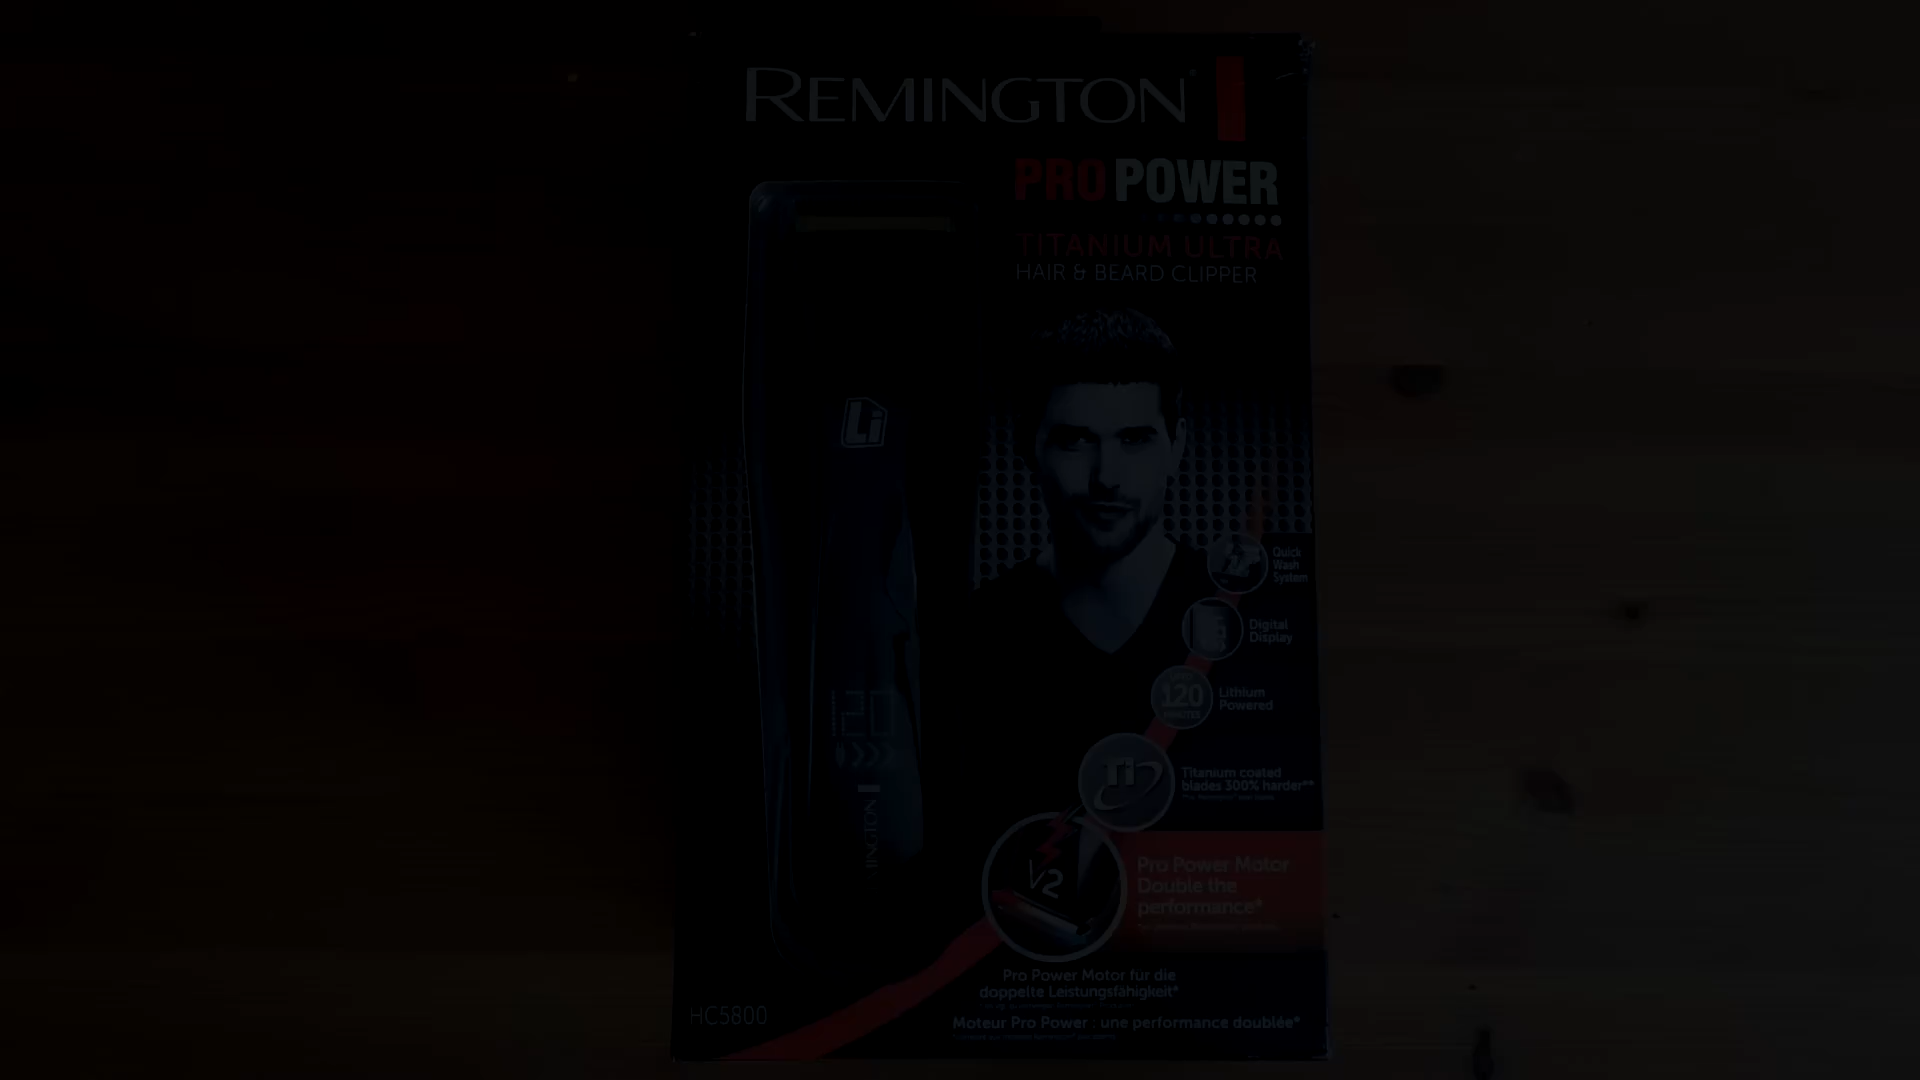 REMINGTON
PRO POWER
TITANIUM ULTRA
HAIR & BEARD CLIPPER
Li
Quick
Wash
System
Digital
Display
120
MINUTES
Lithium
Powered
120
Ti
Titanium coated
blades 300% harder**
MINGTON
V2
Pro Power Motor
Double the
performance*
Pro Power Motor für die
doppelte Leistungsfähigkeit*
HC5800
Moteur Pro Power : une performance doublée*